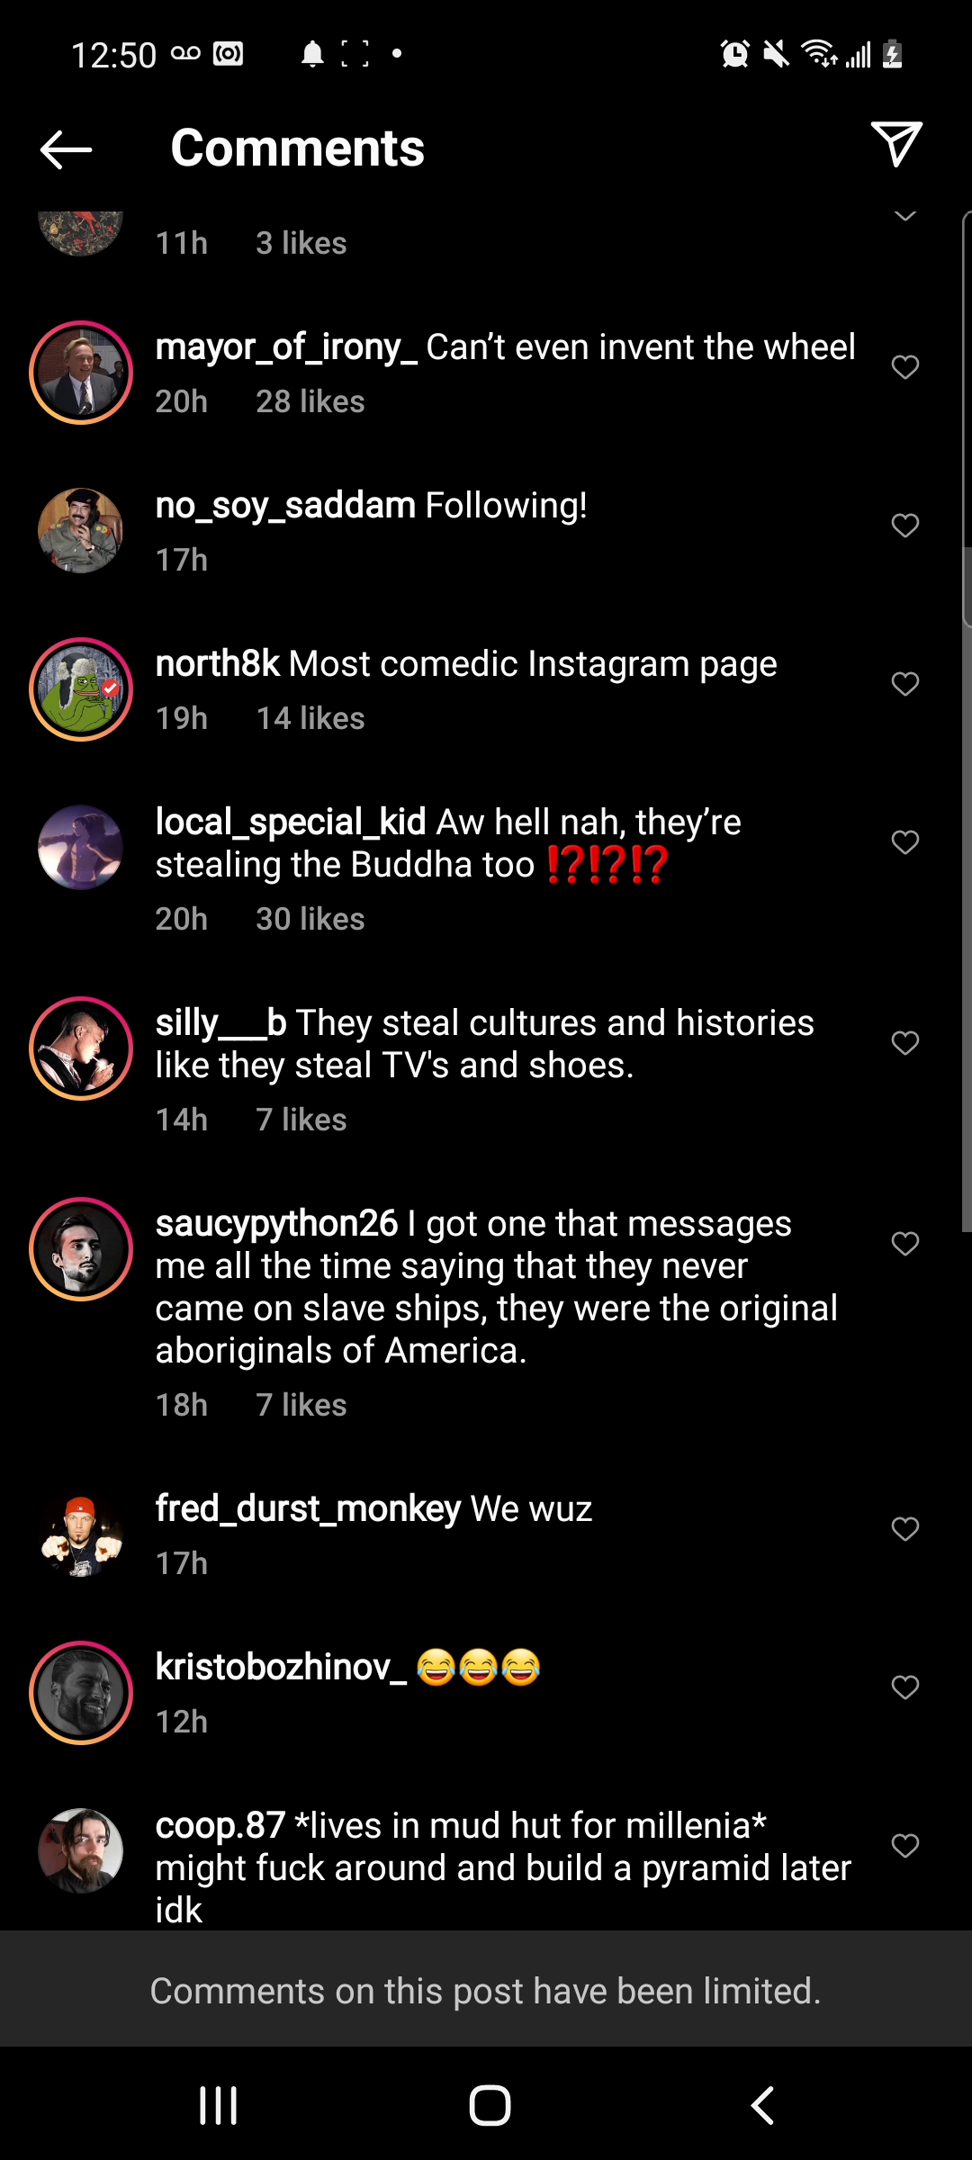 12:50
Comments
11h 3 likes
mayor_of_irony_ Can’t even invent the wheel
20h 28 likes
no_soy_saddam Following!
17h
north8k Most comedic Instagram page
19h 14 likes
local_special_kid Aw hell nah, they’re
stealing the Buddha too ⁉️⁉️⁉️
20h 30 likes
silly___b They steal cultures and histories
like they steal TV's and shoes.
14h 7 likes
saucypython26 I got one that messages
me all the time saying that they never
came on slave ships, they were the original
aboriginals of America.
18h 7 likes
fred_durst_monkey We wuz
17h
kristobozhinov_ 😂😂😂
12h
coop.87 *lives in mud hut for millenia*
might fuck around and build a pyramid later
idk
Comments on this post have been limited.